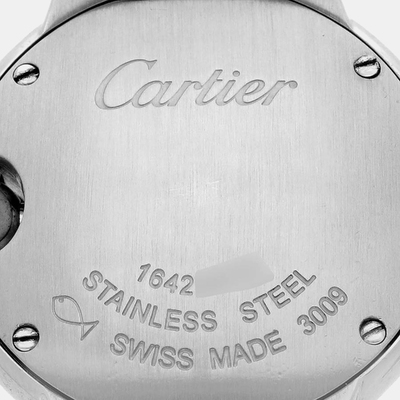 Cartier
1642
STAINLESS STEEL
SWISS MADE 3009